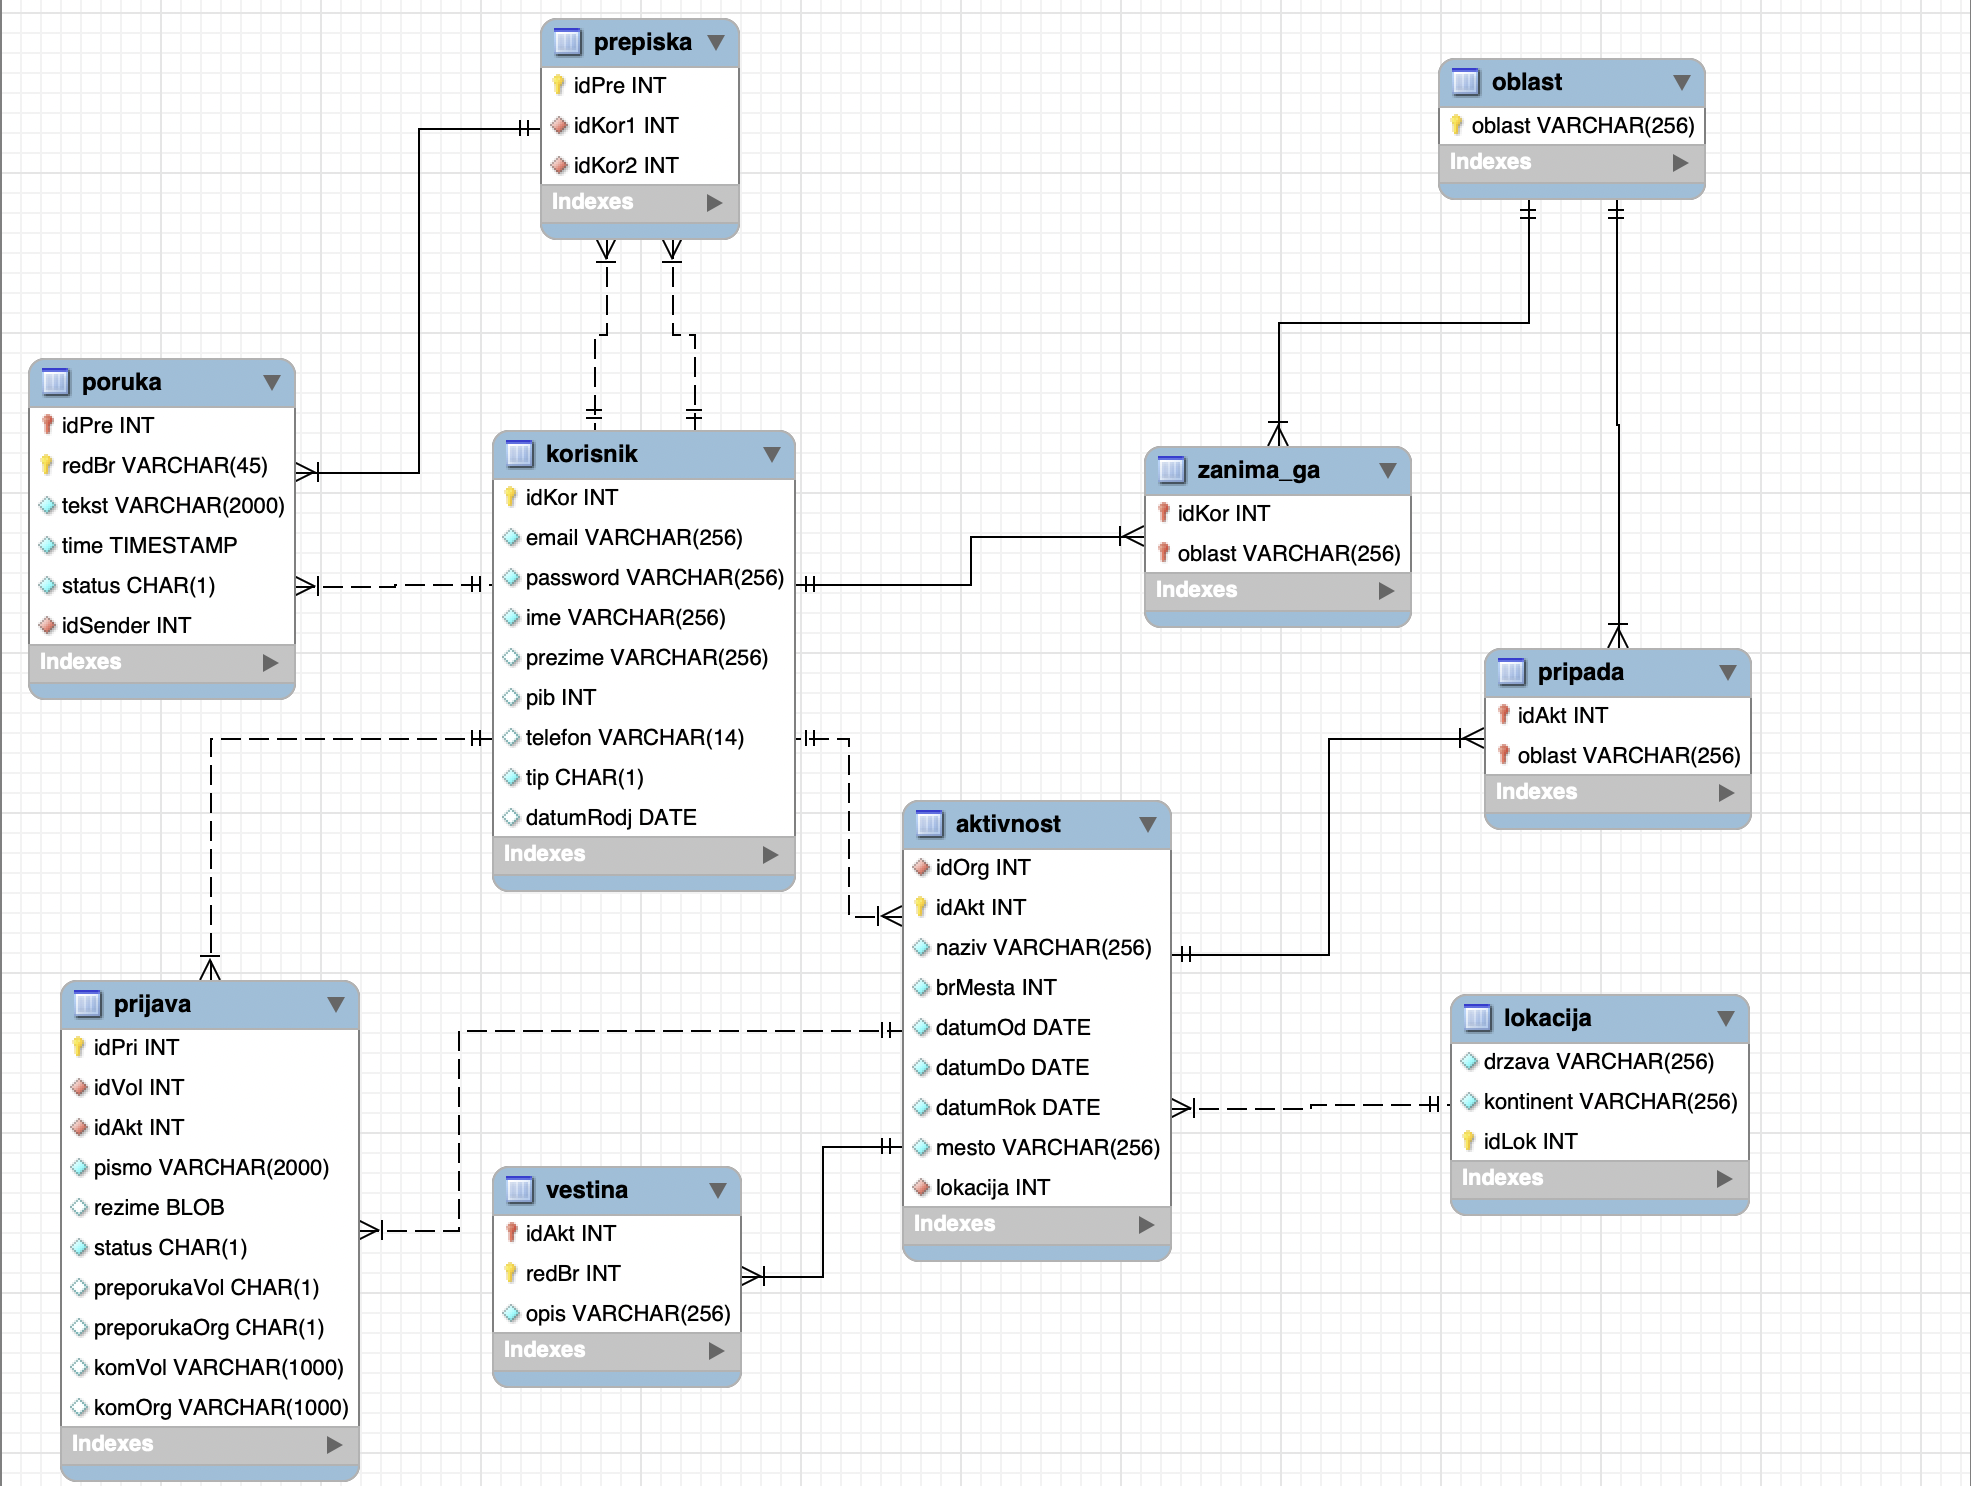 prepiska
idPre INT
idKor1 INT
idKor2 INT
Indexes
oblast
oblast VARCHAR(256)
Indexes
poruka
idPre INT
redBr VARCHAR(45)
tekst VARCHAR(2000)
time TIMESTAMP
status CHAR(1)
idSender INT
Indexes
korisnik
idKor INT
email VARCHAR(256)
password VARCHAR(256)
ime VARCHAR(256)
prezime VARCHAR(256)
pib INT
telefon VARCHAR(14)
tip CHAR(1)
datumRodj DATE
Indexes
zanima_ga
idKor INT
oblast VARCHAR(256)
Indexes
pripada
idAkt INT
oblast VARCHAR(256)
Indexes
aktivnost
idOrg INT
idAkt INT
naziv VARCHAR(256)
brMesta INT
datumOd DATE
datumDo DATE
datumRok DATE
mesto VARCHAR(256)
lokacija INT
Indexes
lokacija
drzava VARCHAR(256)
kontinent VARCHAR(256)
idLok INT
Indexes
prijava
idPri INT
idVol INT
idAkt INT
pismo VARCHAR(2000)
rezime BLOB
status CHAR(1)
preporukaVol CHAR(1)
preporukaOrg CHAR(1)
komVol VARCHAR(1000)
komOrg VARCHAR(1000)
Indexes
vestina
idAkt INT
redBr INT
opis VARCHAR(256)
Indexes